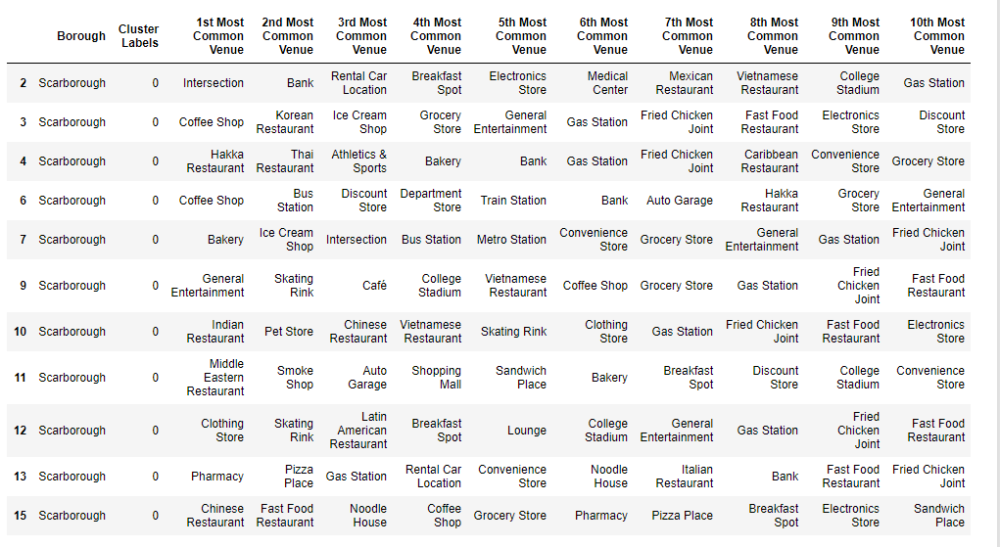 Borough Cluster Labels 1st Most Common Venue 2nd Most Common Venue 3rd Most Common Venue 4th Most Common Venue 5th Most Common Venue 6th Most Common Venue 7th Most Common Venue 8th Most Common Venue 9th Most Common Venue 10th Most Common Venue
2 Scarborough 0 Intersection Bank Rental Car Location Breakfast Spot Electronics Store Medical Center Mexican Restaurant Vietnamese Restaurant College Stadium Gas Station
3 Scarborough 0 Coffee Shop Korean Restaurant Ice Cream Shop Grocery Store General Entertainment Gas Station Fried Chicken Joint Fast Food Restaurant Electronics Store Discount Store
4 Scarborough 0 Hakka Restaurant Thai Restaurant Athletics & Sports Bakery Bank Gas Station Fried Chicken Joint Caribbean Restaurant Convenience Store Grocery Store
6 Scarborough 0 Coffee Shop Bus Station Discount Store Department Store Train Station Bank Auto Garage Hakka Restaurant Grocery Store General Entertainment
7 Scarborough 0 Bakery Ice Cream Shop Intersection Bus Station Metro Station Convenience Store Grocery Store General Entertainment Gas Station Fried Chicken Joint
9 Scarborough 0 General Entertainment Skating Rink Café College Stadium Vietnamese Restaurant Coffee Shop Grocery Store Gas Station Fried Chicken Joint Fast Food Restaurant
10 Scarborough 0 Indian Restaurant Pet Store Chinese Restaurant Vietnamese Restaurant Skating Rink Clothing Store Gas Station Fried Chicken Joint Fast Food Restaurant Electronics Store
11 Scarborough 0 Middle Eastern Restaurant Smoke Shop Auto Garage Shopping Mall Sandwich Place Bakery Breakfast Spot Discount Store College Stadium Convenience Store
12 Scarborough 0 Clothing Store Skating Rink Latin American Restaurant Breakfast Spot Lounge College Stadium General Entertainment Gas Station Fried Chicken Joint Fast Food Restaurant
13 Scarborough 0 Pharmacy Pizza Place Gas Station Rental Car Location Convenience Store Noodle House Italian Restaurant Bank Fast Food Restaurant Fried Chicken Joint
15 Scarborough 0 Chinese Restaurant Fast Food Restaurant Noodle House Coffee Shop Grocery Store Pharmacy Pizza Place Breakfast Spot Electronics Store Sandwich Place